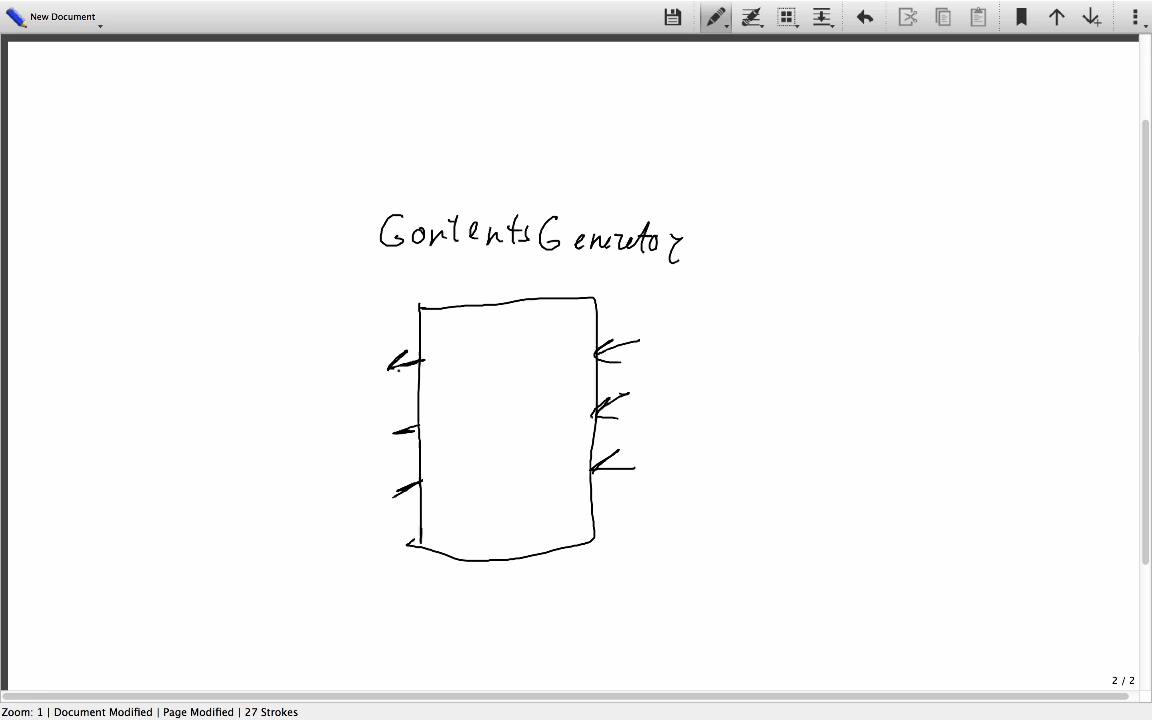 New Document
ContentsGenerator
2 / 2
Zoom: 1 | Document Modified | Page Modified | 27 Strokes